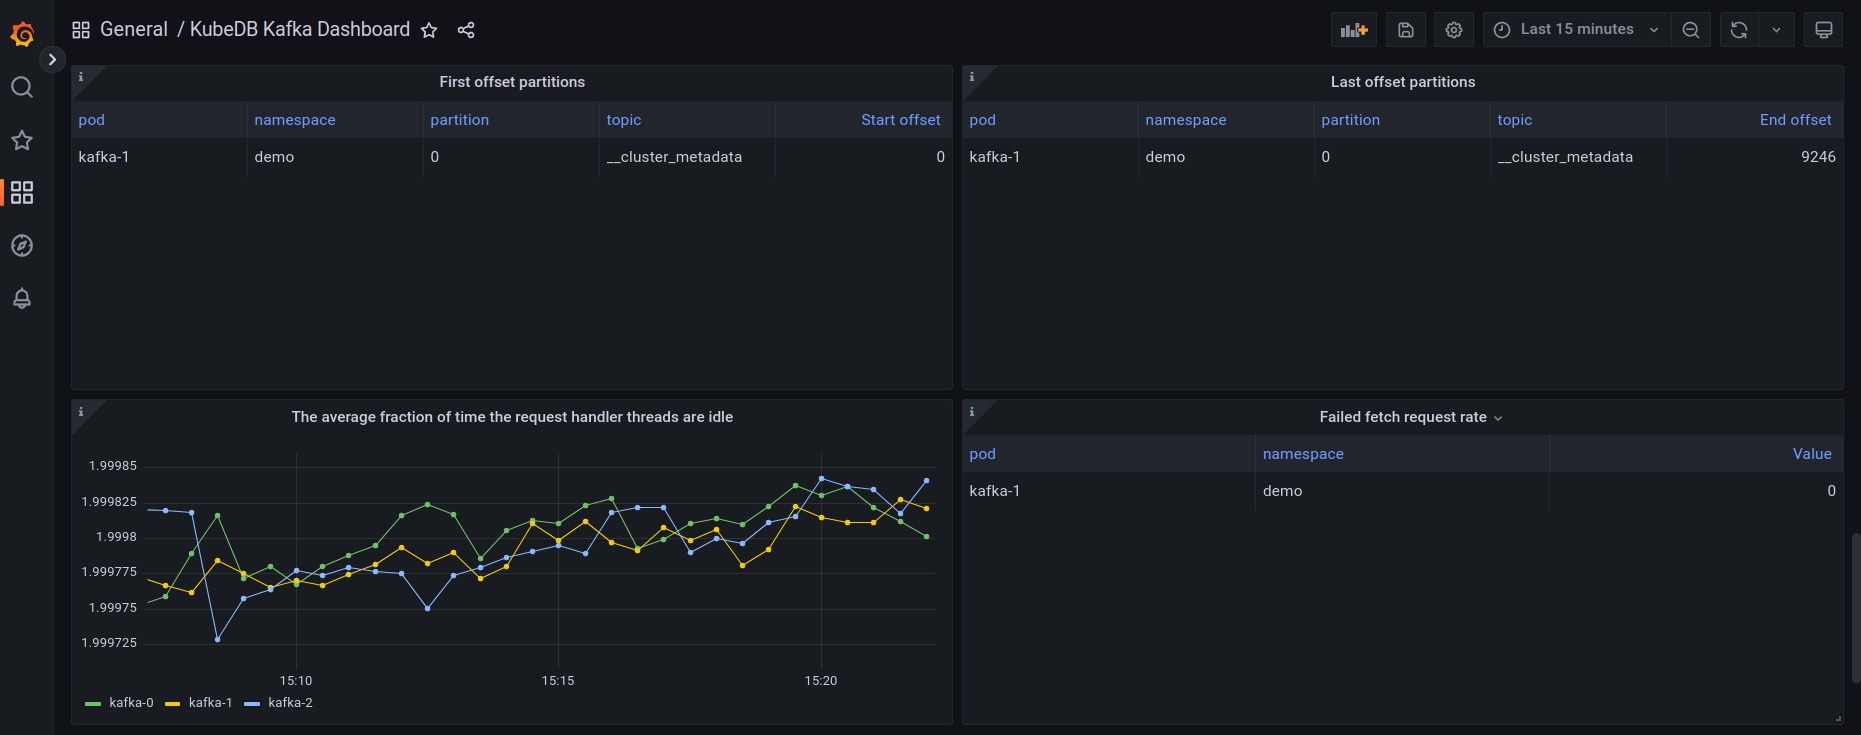 General / KubeDB Kafka Dashboard
Last 15 minutes
First offset partitions
pod namespace partition topic Start offset
kafka-1 demo 0 __cluster_metadata 0
Last offset partitions
pod namespace partition topic End offset
kafka-1 demo 0 __cluster_metadata 9246
The average fraction of time the request handler threads are idle
1.99985
1.999825
1.9998
1.999775
1.99975
1.999725
15:10 15:15 15:20
kafka-0 kafka-1 kafka-2
Failed fetch request rate
pod namespace Value
kafka-1 demo 0